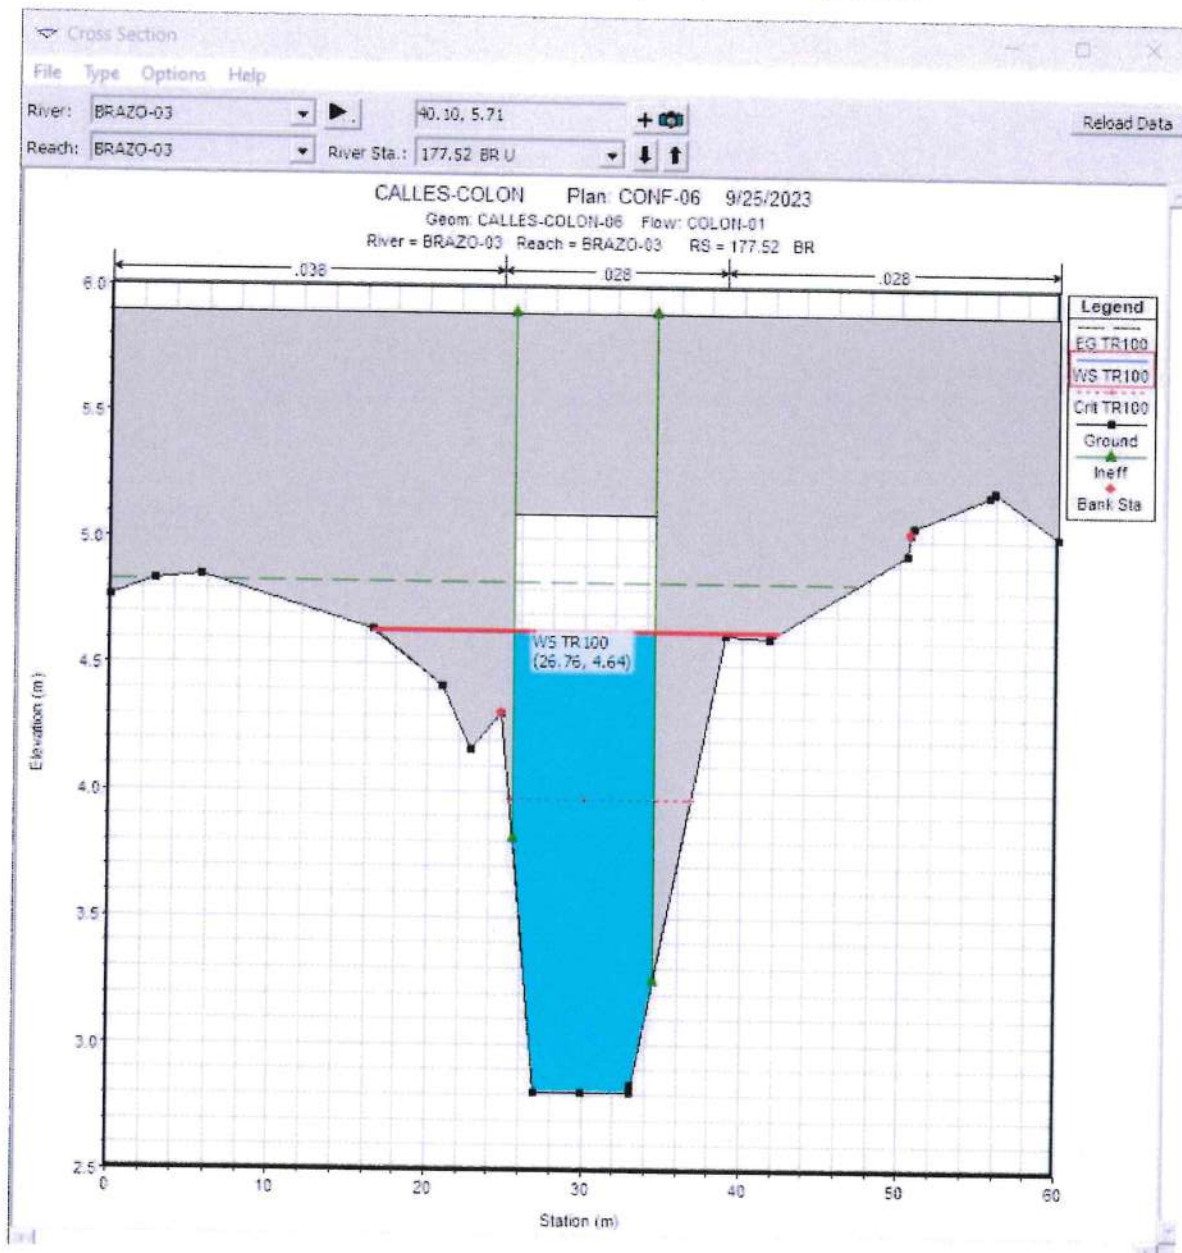 Cross Section
File Type Options Help
River: BRAZO-03 40.10, 5.71 Reload Data
Reach: BRAZO-03 River Sta.: 177.52 BR U
CALLES-COLON Plan: CONF-06 9/25/2023
Geom: CALLES-COLON-06 Flow: COLON-01
River = BRAZO-03 Reach = BRAZO-03 RS = 177.52 BR
.038 .028 .028
Legend
EG TR100
WS TR100
Crit TR100
Ground
Ineff
Bank Sta
6.0
5.5
5.0
4.5
4.0
3.5
3.0
2.5
Elevation (m)
WS TR100
(26.76, 4.64)
0 10 20 30 40 50 60
Station (m)